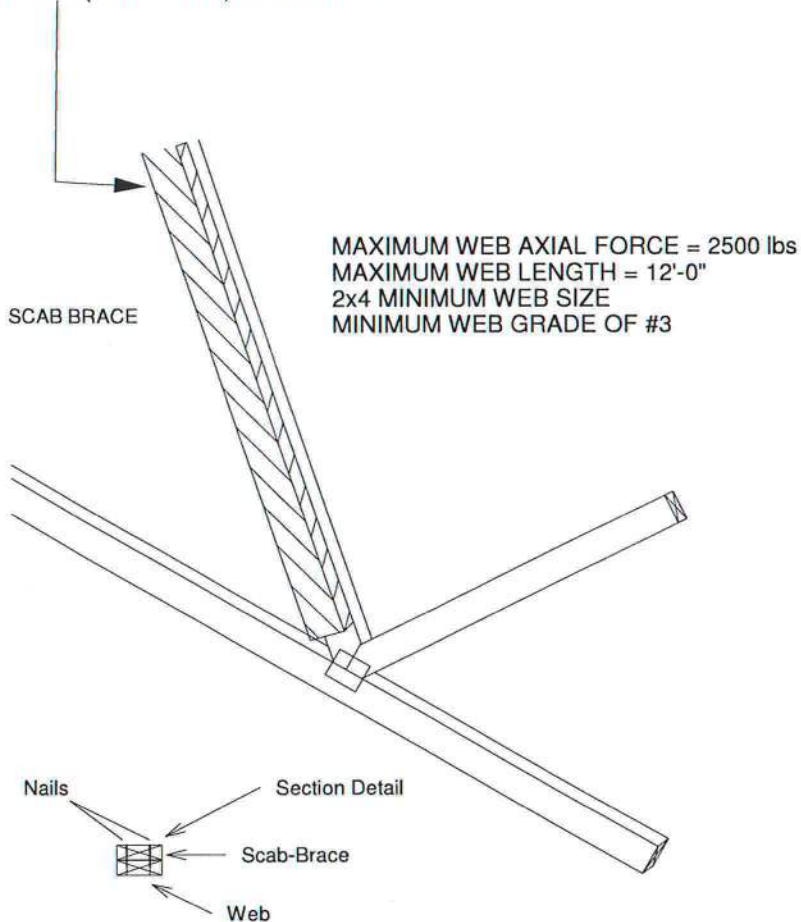 MAXIMUM WEB AXIAL FORCE = 2500 lbs
MAXIMUM WEB LENGTH = 12'-0"
2x4 MINIMUM WEB SIZE
MINIMUM WEB GRADE OF #3
SCAB BRACE
Nails
Section Detail
Scab-Brace
Web